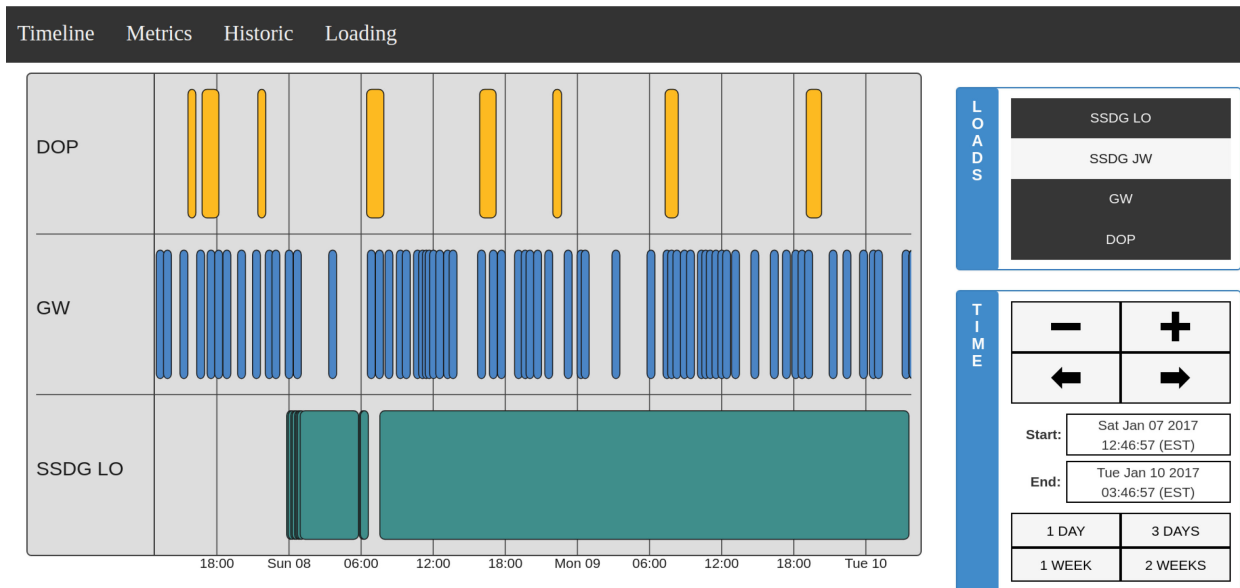 Timeline Metrics Historic Loading
DOP
GW
SSDG LO
18:00 Sun 08 06:00 12:00 18:00 Mon 09 06:00 12:00 18:00 Tue 10
LOADS
SSDG LO
SSDG JW
GW
DOP
TIME
Start: Sat Jan 07 2017
12:46:57 (EST)
End: Tue Jan 10 2017
03:46:57 (EST)
1 DAY 3 DAYS
1 WEEK 2 WEEKS